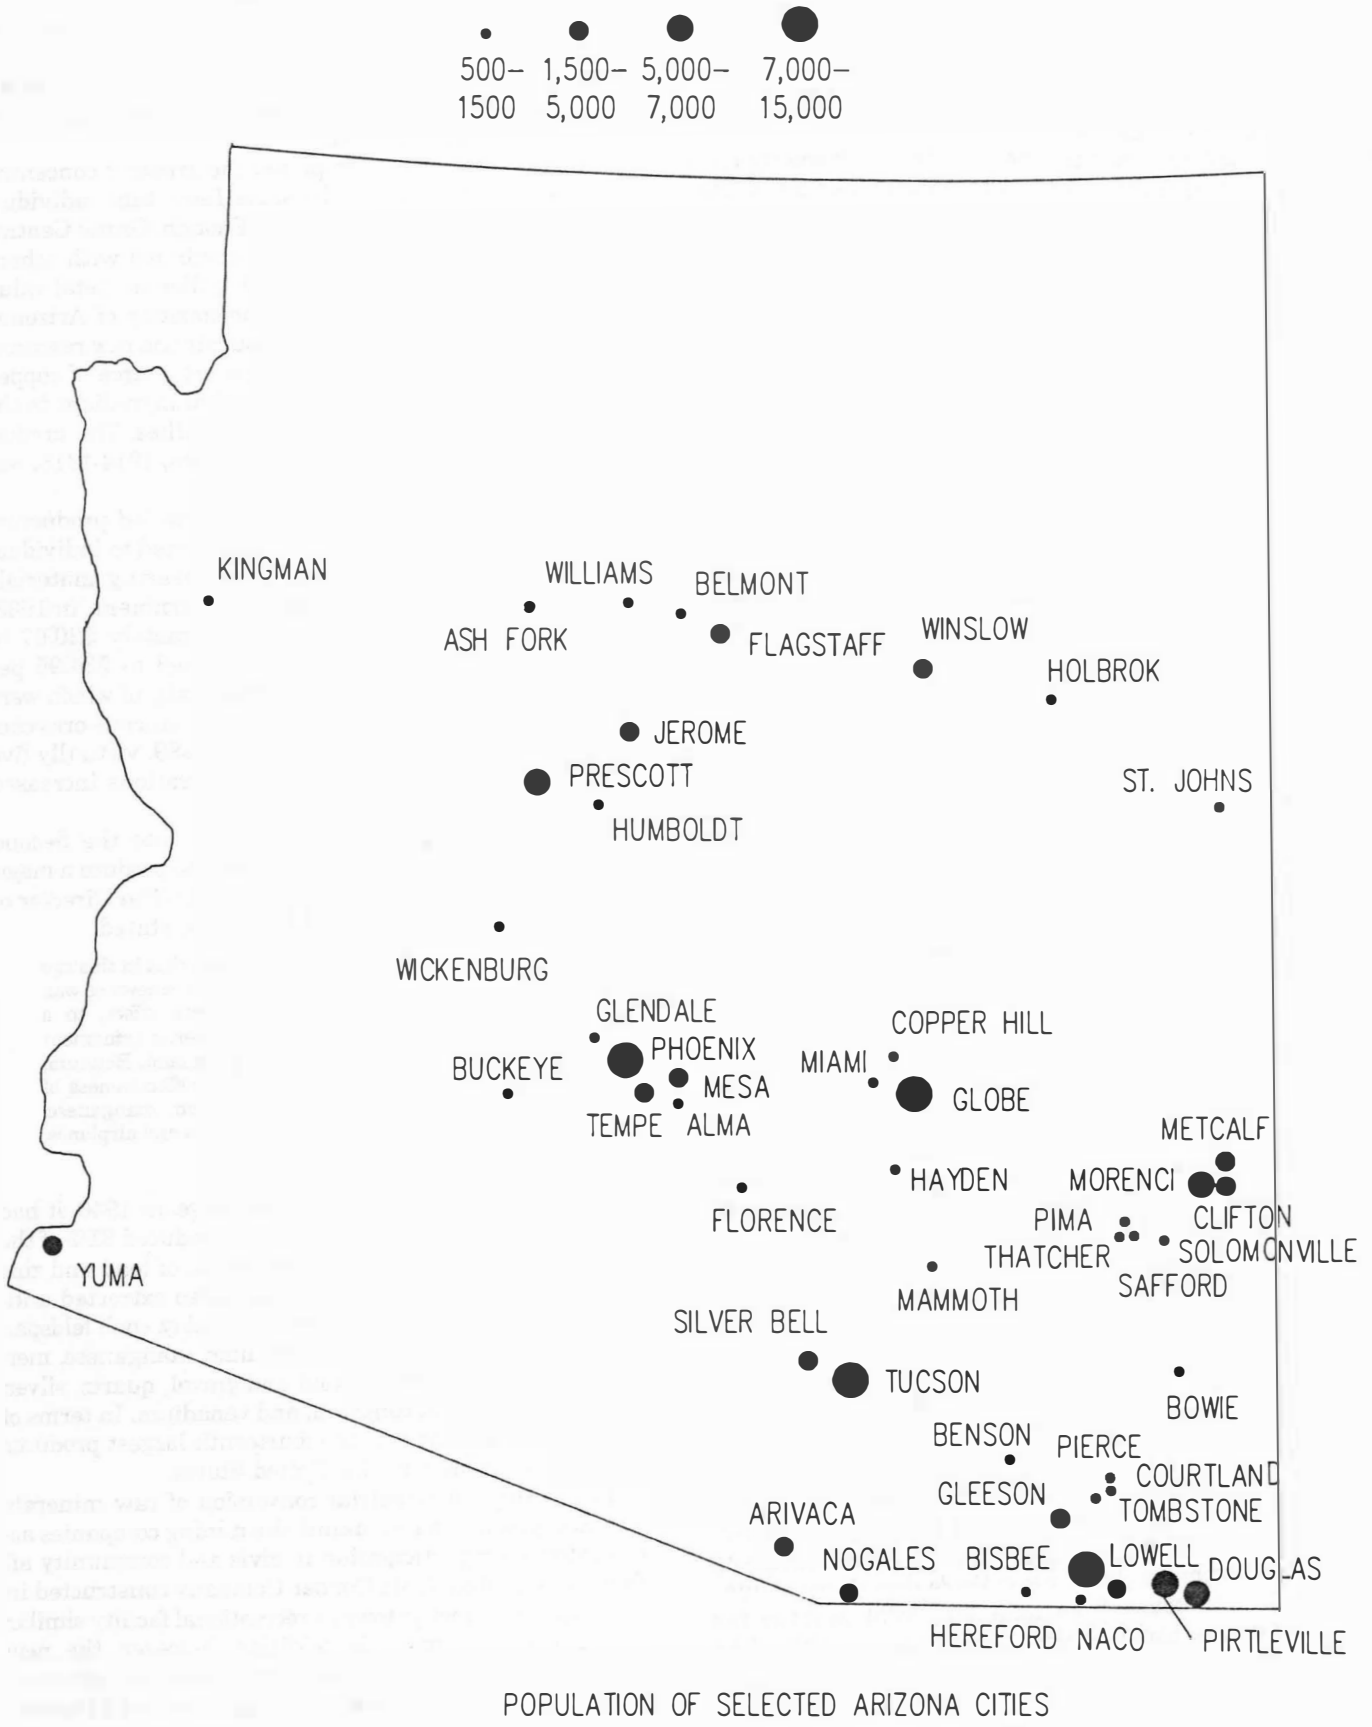 500– 1,500– 5,000– 7,000–
1500 5,000 7,000 15,000
KINGMAN
WILLIAMS
BELMONT
ASH FORK
FLAGSTAFF
WINSLOW
HOLBROK
JEROME
PRESCOTT
ST. JOHNS
HUMBOLDT
WICKENBURG
GLENDALE
COPPER HILL
PHOENIX
MIAMI
BUCKEYE
MESA
GLOBE
TEMPE ALMA
METCALF
HAYDEN
MORENCI
FLORENCE
PIMA
CLIFTON
THATCHER
SOLOMONVILLE
YUMA
SAFFORD
MAMMOTH
SILVER BELL
TUCSON
BOWIE
BENSON
PIERCE
COURTLAND
GLEESON
TOMBSTONE
ARIVACA
NOGALES
BISBEE
LOWELL
DOUGLAS
HEREFORD
NACO
PIRTLEVILLE
POPULATION OF SELECTED ARIZONA CITIES